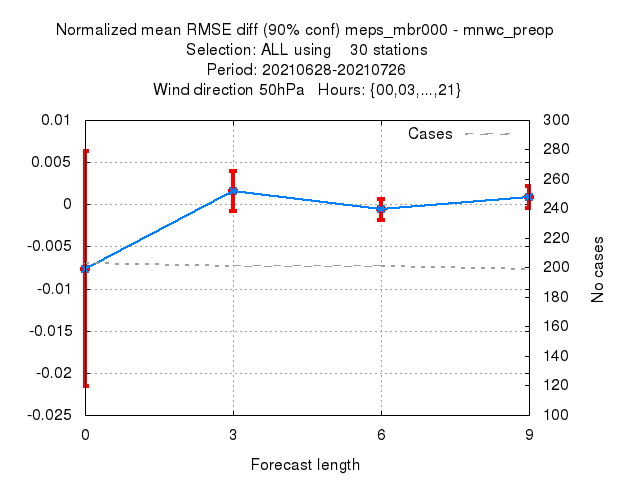 Normalized mean RMSE diff (90% conf) meps_mbr000 - mnwc_preop
Selection: ALL using    30 stations
Period: 20210628-20210726
Wind direction 50hPa   Hours: {00,03,...,21}
Cases
0.01
0.005
0
-0.005
-0.01
-0.015
-0.02
-0.025
300
280
260
240
220
200
180
160
140
120
100
No cases
0 3 6 9
Forecast length